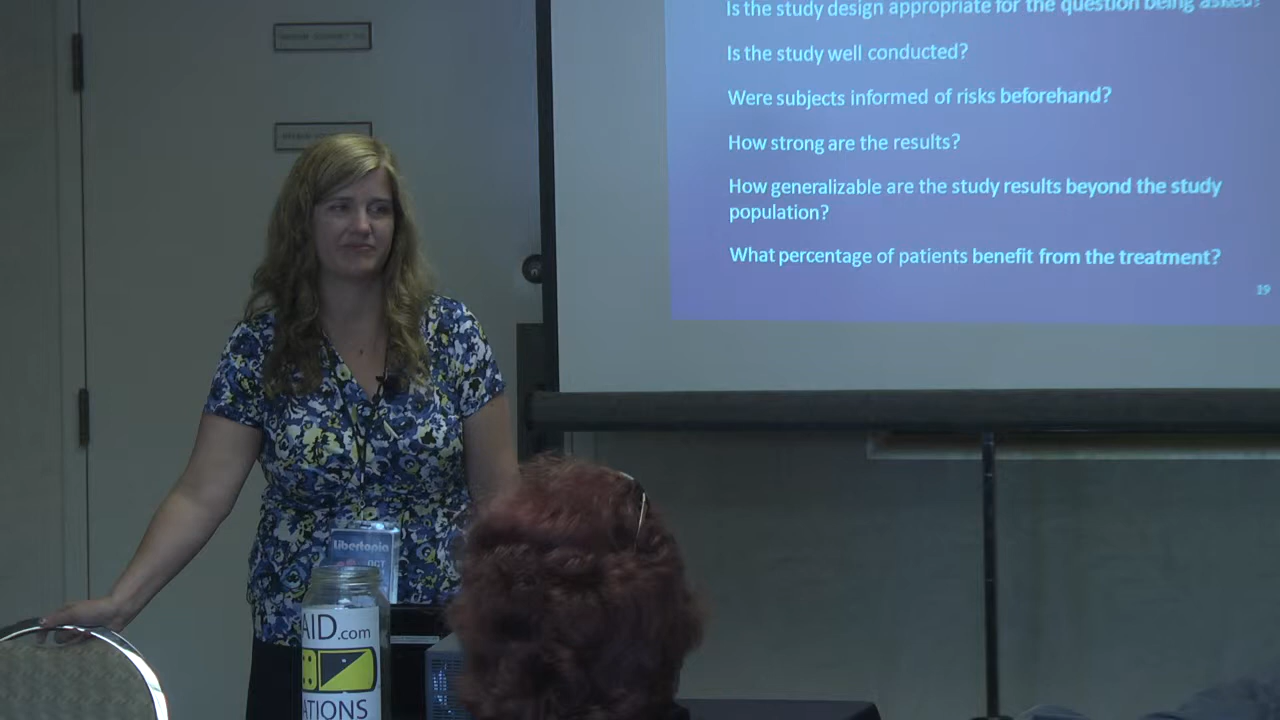 Is the study design appropriate for the question being asked?
Is the study well conducted?
Were subjects informed of risks beforehand?
How strong are the results?
How generalizable are the study results beyond the study
population?
What percentage of patients benefit from the treatment?
19
Libertopia
OCT
AID.com
ATIONS